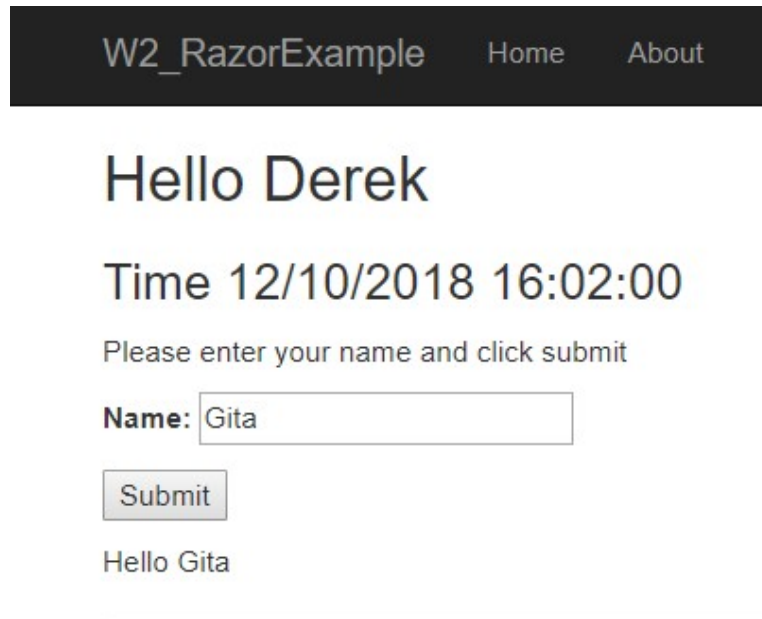 W2_RazorExample Home About
Hello Derek
Time 12/10/2018 16:02:00
Please enter your name and click submit
Name: Gita
Submit
Hello Gita